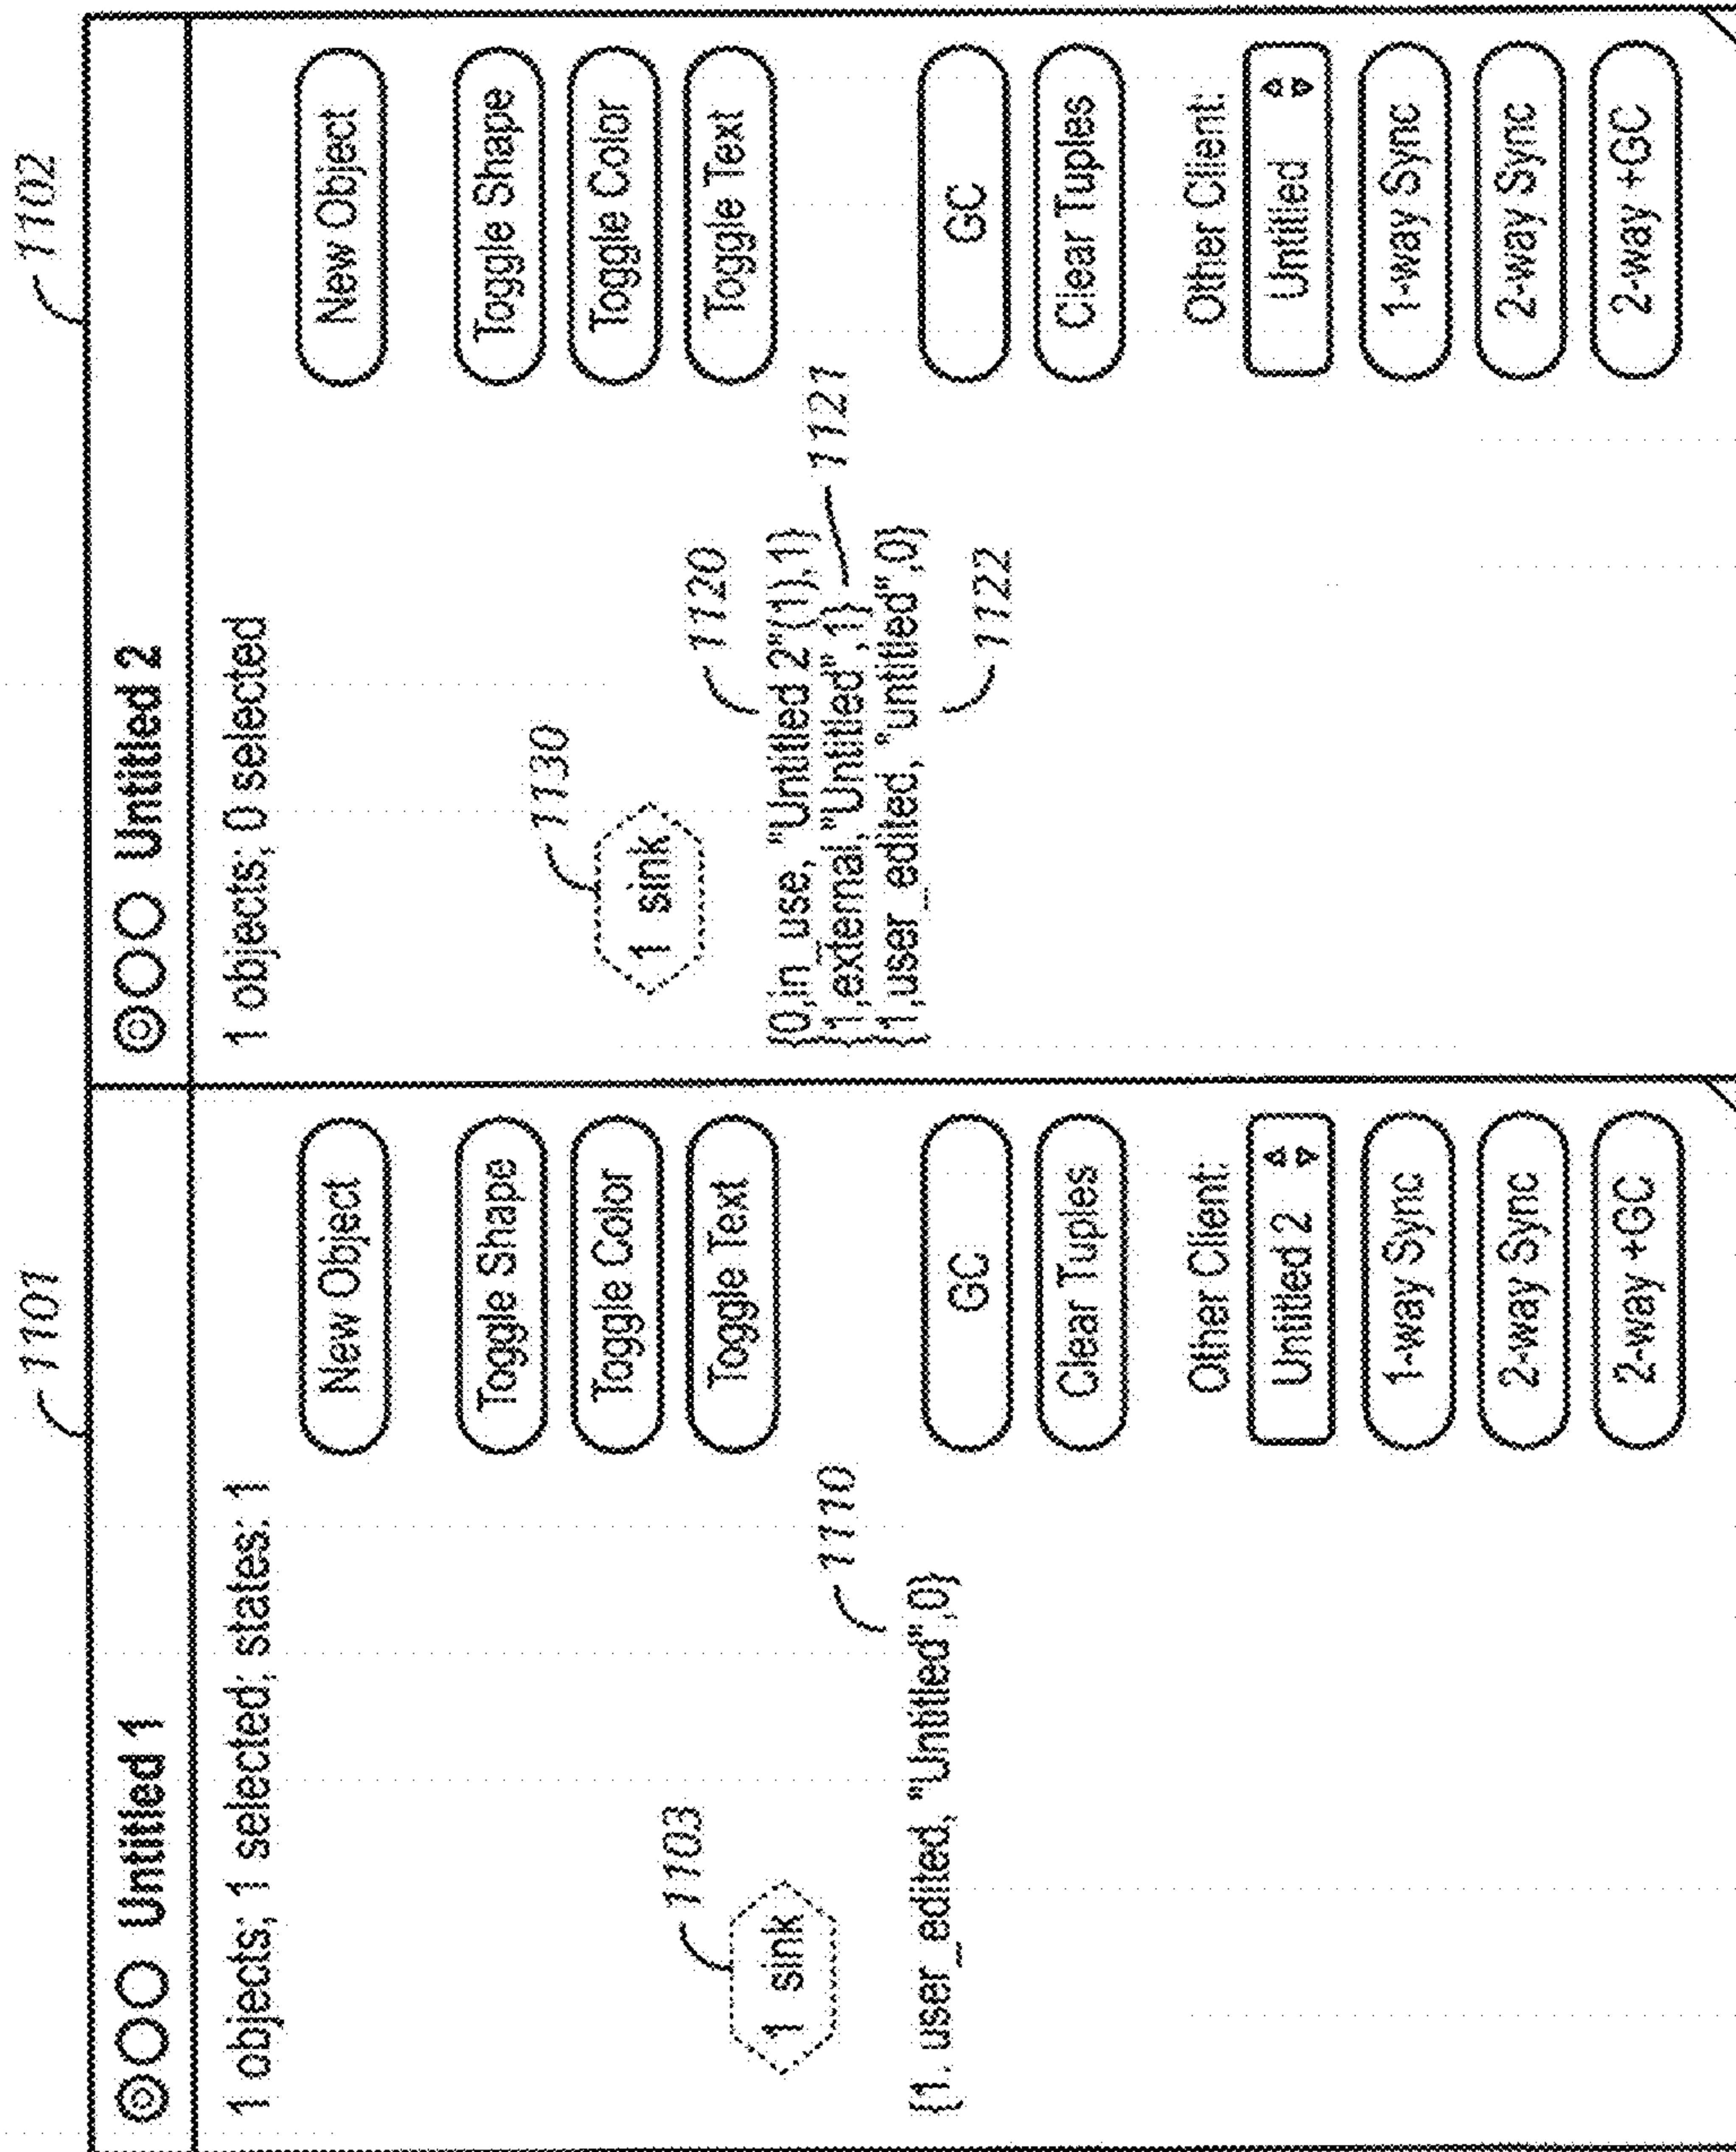 1101
Untitled 1
1 objects; 1 selected; states: 1
New Object
Toggle Shape
Toggle Color
Toggle Text
1103
1 sink
1110
{1, user_edited, "Untitled",0}
GC
Clear Tuples
Other Client:
Untitled 2
1-way Sync
2-way Sync
2-way +GC
1102
Untitled 2
1 objects; 0 selected
New Object
Toggle Shape
Toggle Color
Toggle Text
1130
1 sink
1120
{0,in_use, "Untitled 2"(1),1}
{1,external,"Untitled",1}
1121
{1,user_edited, "untitled",0}
1122
GC
Clear Tuples
Other Client:
Untitled
1-way Sync
2-way Sync
2-way +GC